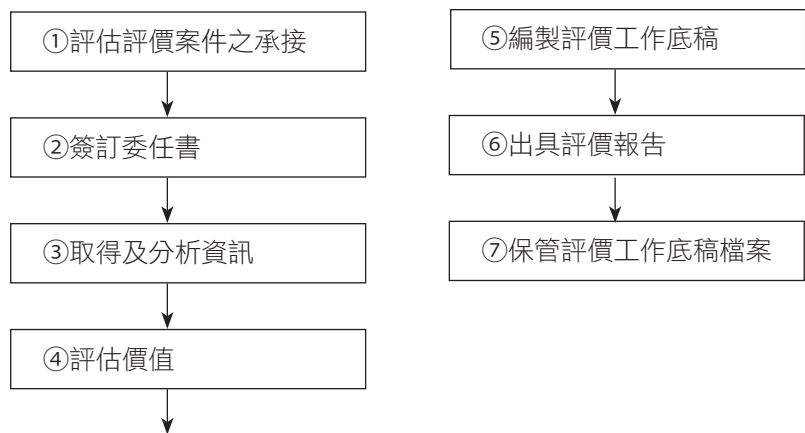 ①評估評價案件之承接
②簽訂委任書
③取得及分析資訊
④評估價值
⑤編製評價工作底稿
⑥出具評價報告
⑦保管評價工作底稿檔案